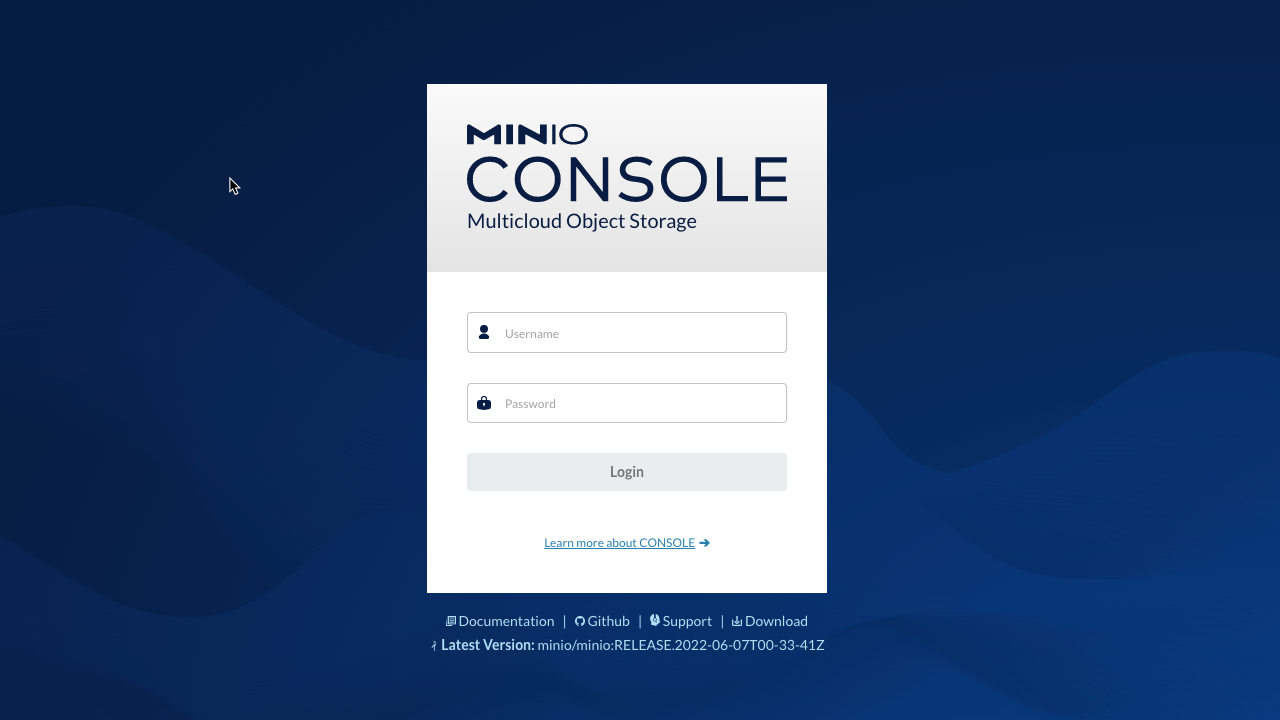 MINIO
CONSOLE
Multicloud Object Storage
Username
Password
Login
Learn more about CONSOLE ➔
Documentation | Github | Support | Download
Latest Version: minio/minio:RELEASE.2022-06-07T00-33-41Z